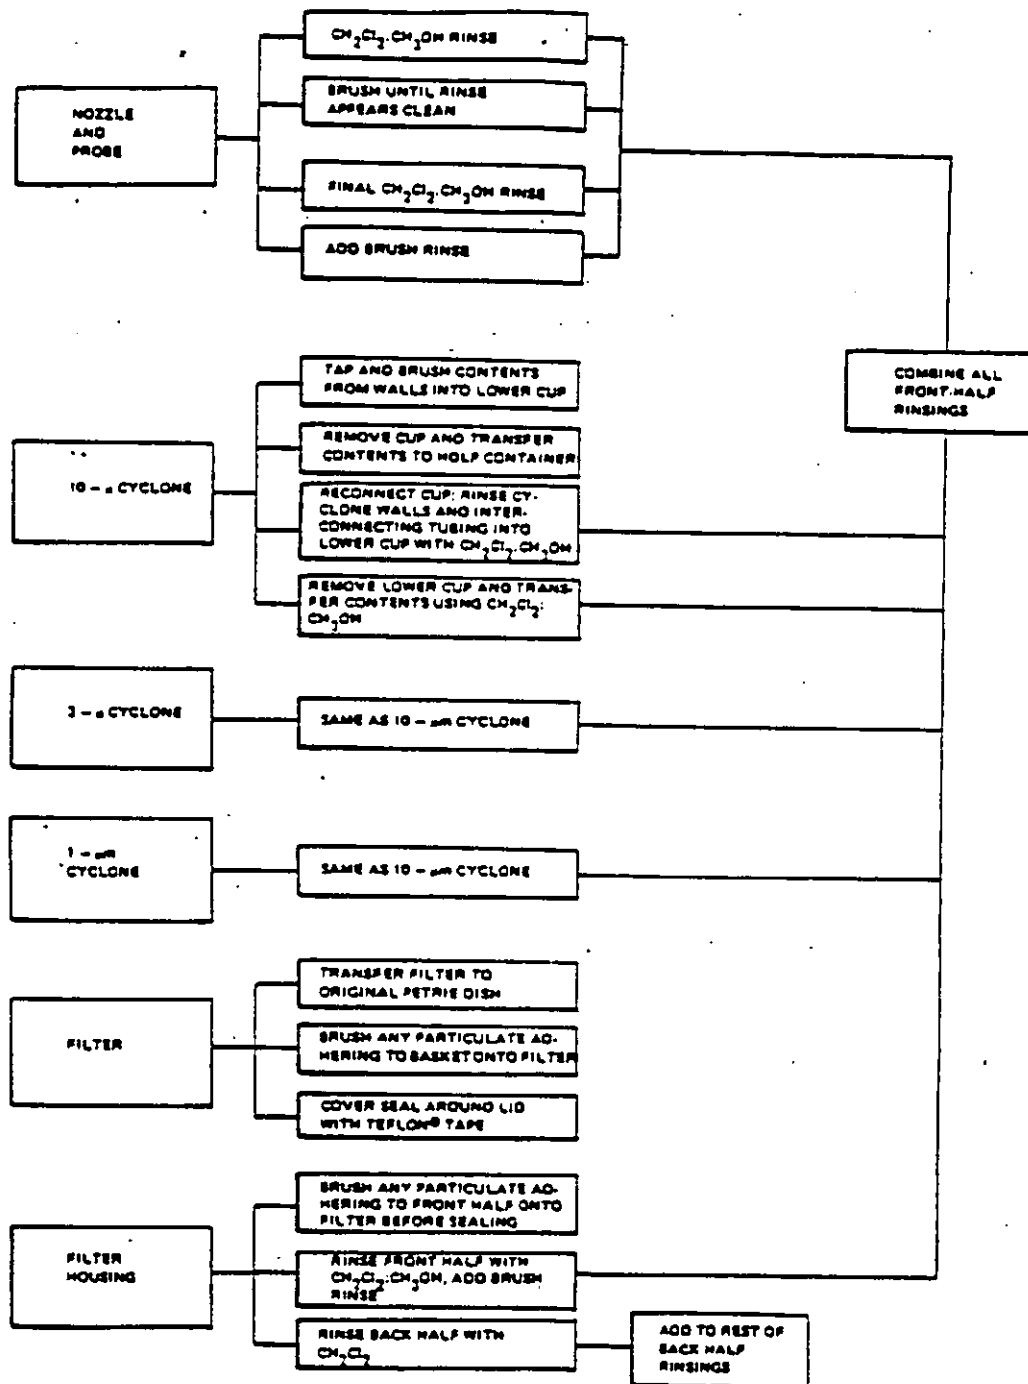 CH2Cl2:CH3OH RINSE
BRUSH UNTIL RINSE
APPEARS CLEAN
NOZZLE
AND
PROBE
FINAL CH2Cl2:CH3OH RINSE
ADD BRUSH RINSE
TAP AND BRUSH CONTENTS
FROM WALLS INTO LOWER CUP
COMBINE ALL
FRONT-HALF
RINSINGS
REMOVE CUP AND TRANSFER
CONTENTS TO HOLP CONTAINER
10 – μ CYCLONE
RECONNECT CUP; RINSE CY-
CLONE WALLS AND INTER-
CONNECTING TUBING INTO
LOWER CUP WITH CH2Cl2:CH3OH
REMOVE LOWER CUP AND TRANS-
FER CONTENTS USING CH2Cl2:
CH3OH
3 – μ CYCLONE
SAME AS 10 – μm CYCLONE
1 – μm
CYCLONE
SAME AS 10 – μm CYCLONE
TRANSFER FILTER TO
ORIGINAL PETRIE DISH
FILTER
BRUSH ANY PARTICULATE AD-
HERING TO BASKET ONTO FILTER
COVER SEAL AROUND LID
WITH TEFLON® TAPE
BRUSH ANY PARTICULATE AD-
HERING TO FRONT HALF ONTO
FILTER BEFORE SEALING
FILTER
HOUSING
RINSE FRONT HALF WITH
CH2Cl2:CH3OH, ADD BRUSH
RINSE
RINSE BACK HALF WITH
CH2Cl2
ADD TO REST OF
BACK HALF
RINSINGS